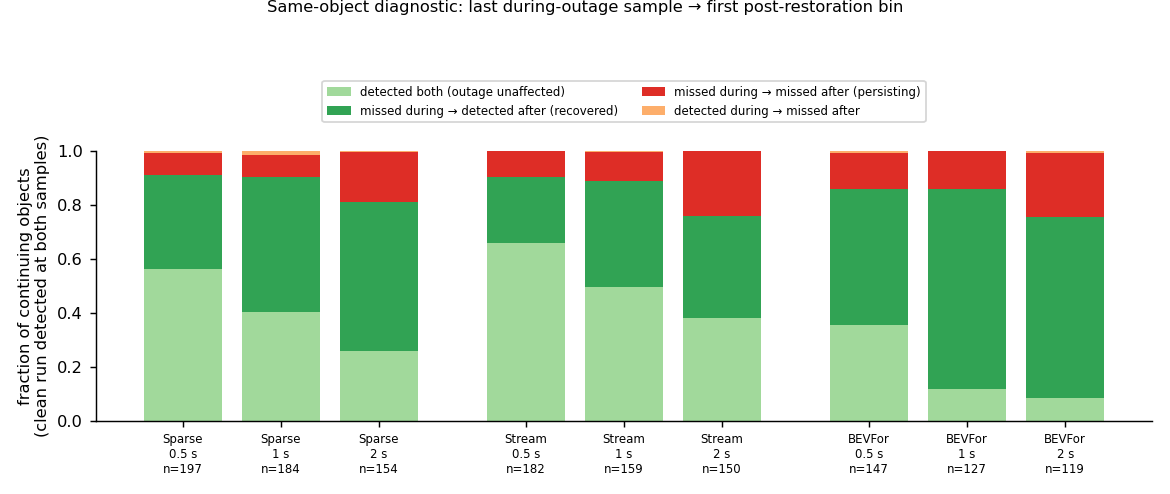 Same-object diagnostic: last during-outage sample → first post-restoration bin
detected both (outage unaffected)
missed during → detected after (recovered)
missed during → missed after (persisting)
detected during → missed after
fraction of continuing objects
(clean run detected at both samples)
1.0
0.8
0.6
0.4
0.2
0.0
Sparse
0.5 s
n=197
Sparse
1 s
n=184
Sparse
2 s
n=154
Stream
0.5 s
n=182
Stream
1 s
n=159
Stream
2 s
n=150
BEVFor
0.5 s
n=147
BEVFor
1 s
n=127
BEVFor
2 s
n=119